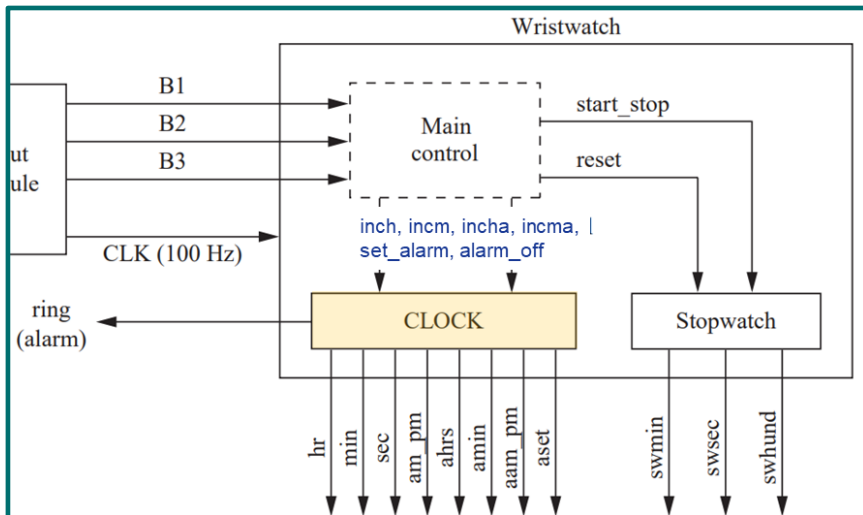 Wristwatch
B1
B2
B3
ut
ule
Main
control
start_stop
reset
CLK (100 Hz)
inch, incm, incha, incma,
set_alarm, alarm_off
ring
(alarm)
CLOCK
Stopwatch
hr
min
sec
am_pm
ahrs
amin
aam_pm
aset
swmin
swsec
swhund